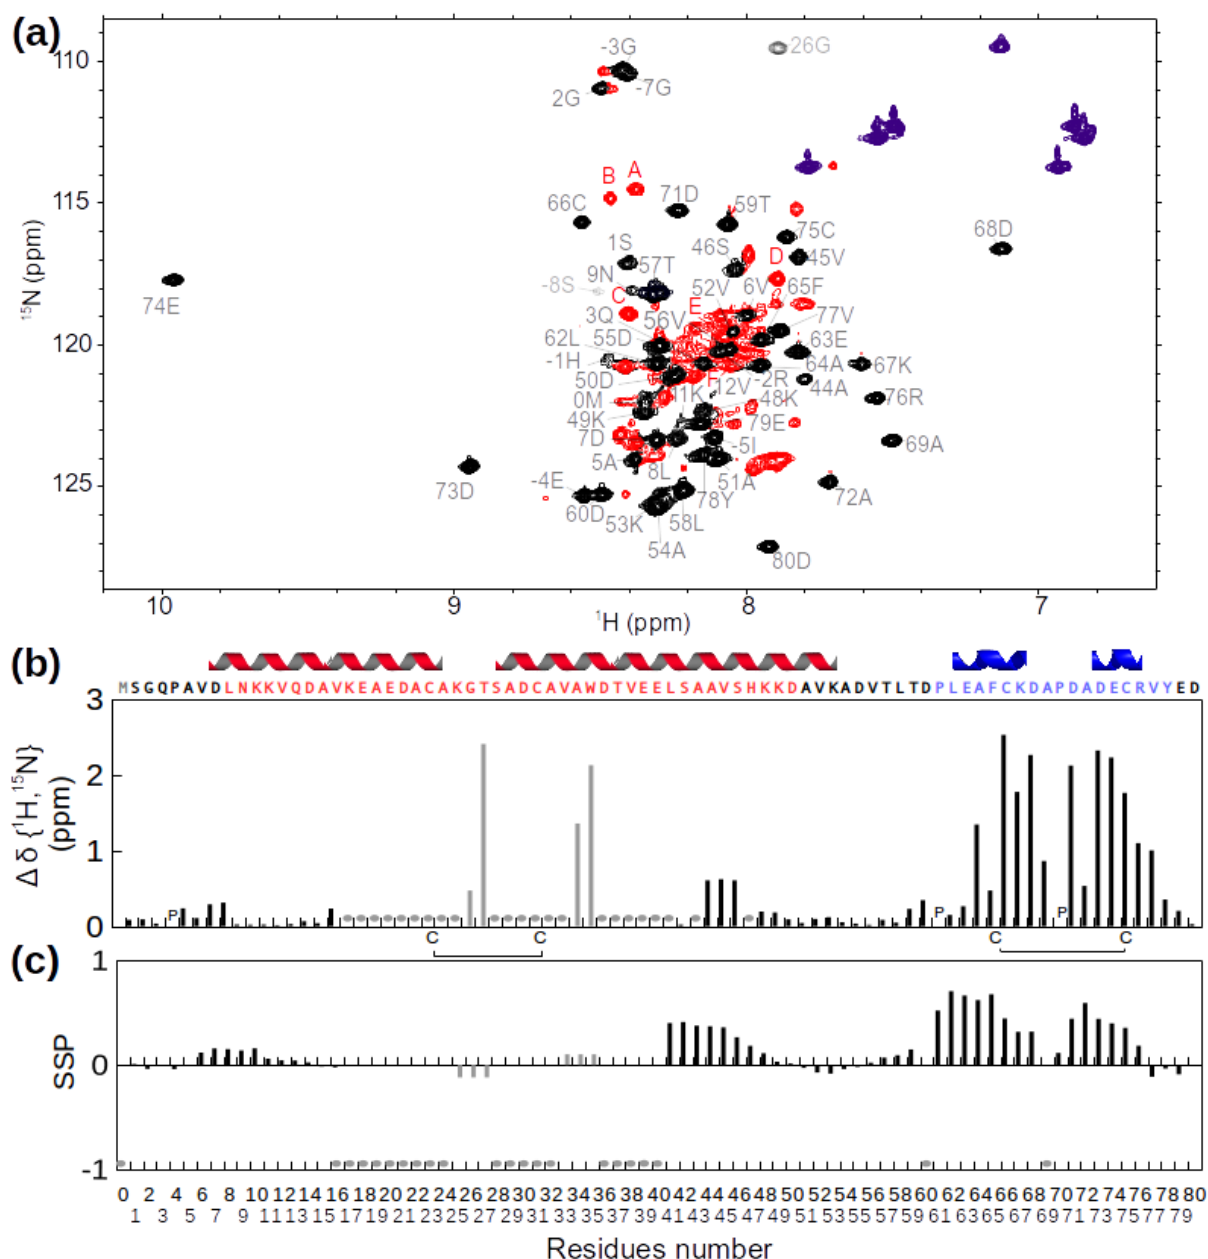 (a)
-3G
26G
110
2G
-7G
B A
115
66C
71D
59T
1S
46S
75C
68D
45V
9N
57T
D
-8S
74E
C
52V
6V
65F
3Q
56V
E
77V
62L
55D
63E
120
-1H
64A
67K
50D
F
12V
-2R
44A
0M
11K
76R
49K
48K
7D
79E
69A
5A
8L
-5I
-4E
51A
125
73D
60D
78Y
72A
53K
58L
54A
80D
¹⁵N (ppm)
10 9 8 7
¹H (ppm)
(b)
MSGQPAVDLNKKVQDAVKEAEDACAKGTSADCAVAWDTVEELSAAVSHKKDAVKADVTLTDPLEAFCKDAPDADECRVYED
3
2
1
0
Δδ {¹H,¹⁵N}
(ppm)
P P P
C C C C
(c)
1
0
-1
SSP
0 2 4 6 8 10 12 14 16 18 20 22 24 26 28 30 32 34 36 38 40 42 44 46 48 50 52 54 56 58 60 62 64 66 68 70 72 74 76 78 80
1 3 5 7 9 11 13 15 17 19 21 23 25 27 29 31 33 35 37 39 41 43 45 47 49 51 53 55 57 59 61 63 65 67 69 71 73 75 77 79
Residues number